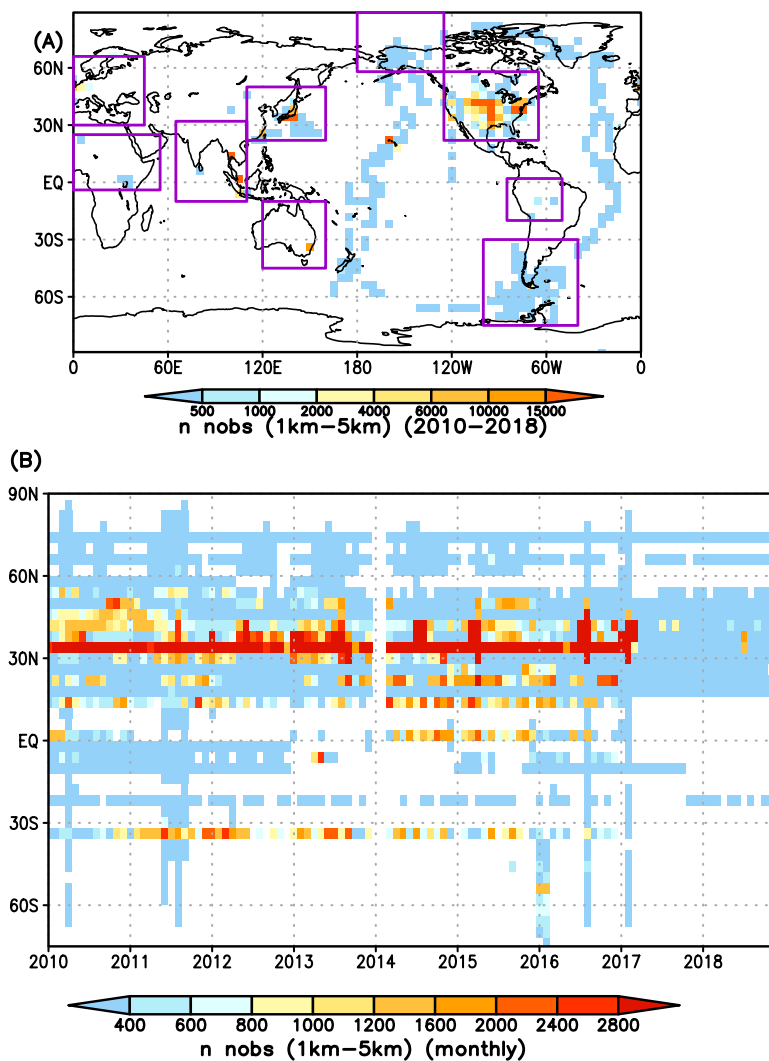 (A)
60N
30N
EQ
30S
60S
0 60E 120E 180 120W 60W 0
500 1000 2000 4000 6000 10000 15000
n nobs (1km−5km) (2010−2018)
(B)
90N
60N
30N
EQ
30S
60S
2010 2011 2012 2013 2014 2015 2016 2017 2018
400 600 800 1000 1200 1600 2000 2400 2800
n nobs (1km−5km) (monthly)